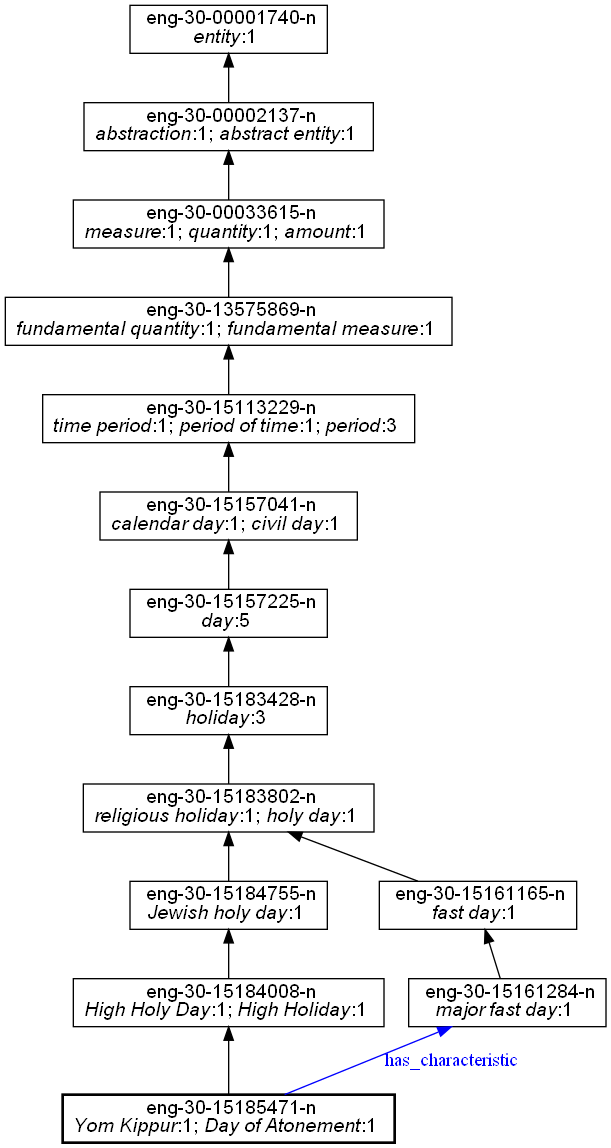 eng-30-00001740-n
entity:1
eng-30-00002137-n
abstraction:1; abstract entity:1
eng-30-00033615-n
measure:1; quantity:1; amount:1
eng-30-13575869-n
fundamental quantity:1; fundamental measure:1
eng-30-15113229-n
time period:1; period of time:1; period:3
eng-30-15157041-n
calendar day:1; civil day:1
eng-30-15157225-n
day:5
eng-30-15183428-n
holiday:3
eng-30-15183802-n
religious holiday:1; holy day:1
eng-30-15184755-n
Jewish holy day:1
eng-30-15161165-n
fast day:1
eng-30-15184008-n
High Holy Day:1; High Holiday:1
eng-30-15161284-n
major fast day:1
has_characteristic
eng-30-15185471-n
Yom Kippur:1; Day of Atonement:1